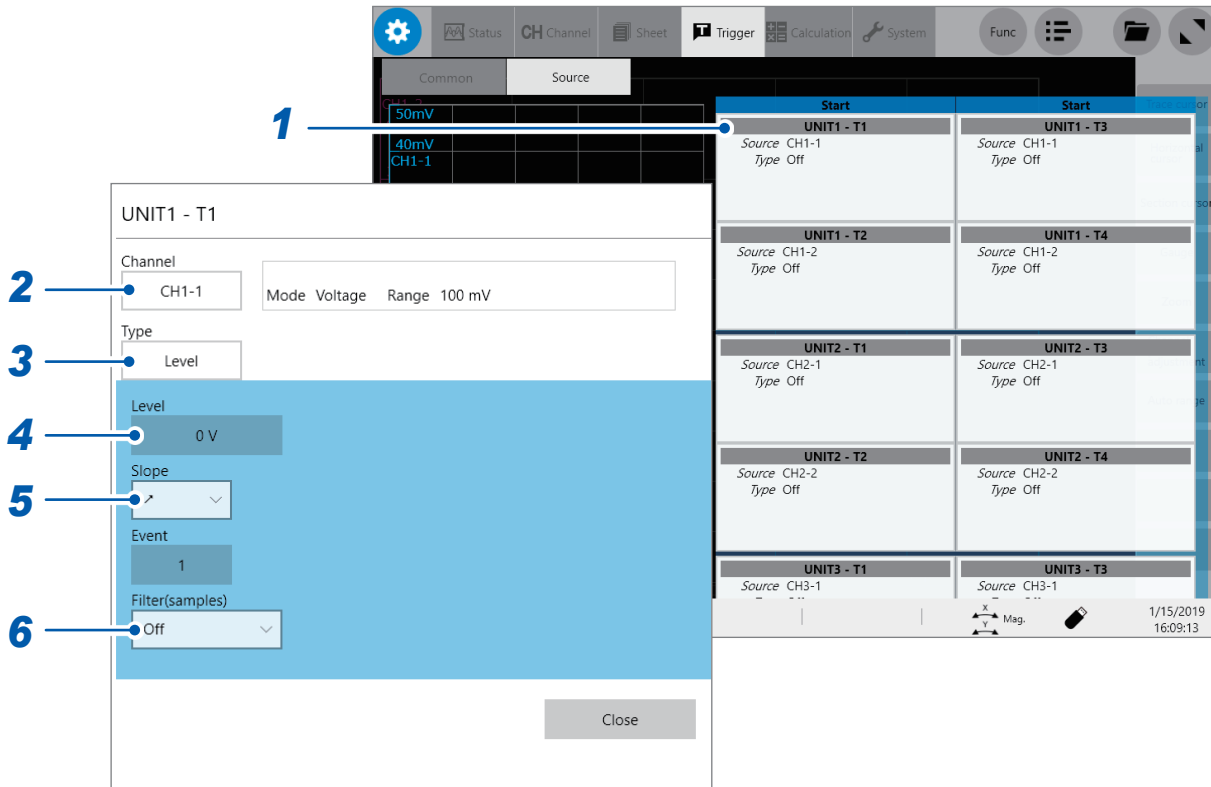 Status CH Channel Sheet Trigger Calculation System Func
Common Source
CH1-2
50mV
40mV
CH1-1
Trace cursor
Start Start
1
UNIT1 - T1
Source CH1-1
Type Off
UNIT1 - T3
Source CH1-1
Type Off
UNIT1 - T2
Source CH1-2
Type Off
UNIT1 - T4
Source CH1-2
Type Off
UNIT2 - T1
Source CH2-1
Type Off
UNIT2 - T3
Source CH2-1
Type Off
UNIT2 - T2
Source CH2-2
Type Off
UNIT2 - T4
Source CH2-2
Type Off
UNIT3 - T1
Source CH3-1
UNIT3 - T3
Source CH3-1
X
Y
Mag.
1/15/2019
16:09:13
UNIT1 - T1
Channel
2
CH1-1
Mode Voltage Range 100 mV
Type
3
Level
Level
4
0 V
Slope
5
↗
Event
1
Filter(samples)
6
Off
Close